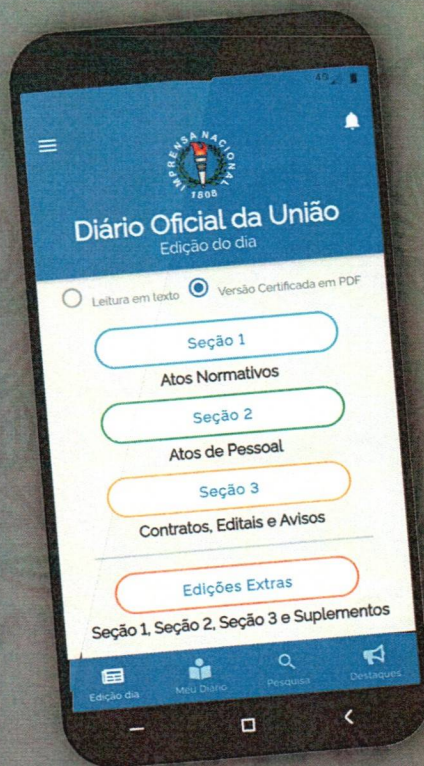 4G
IMPRENSA NACIONAL
1808
Diário Oficial da União
Edição do dia
Leitura em texto Versão Certificada em PDF
Seção 1
Atos Normativos
Seção 2
Atos de Pessoal
Seção 3
Contratos, Editais e Avisos
Edições Extras
Seção 1, Seção 2, Seção 3 e Suplementos
Edição dia Meu Diário Pesquisa Destaques